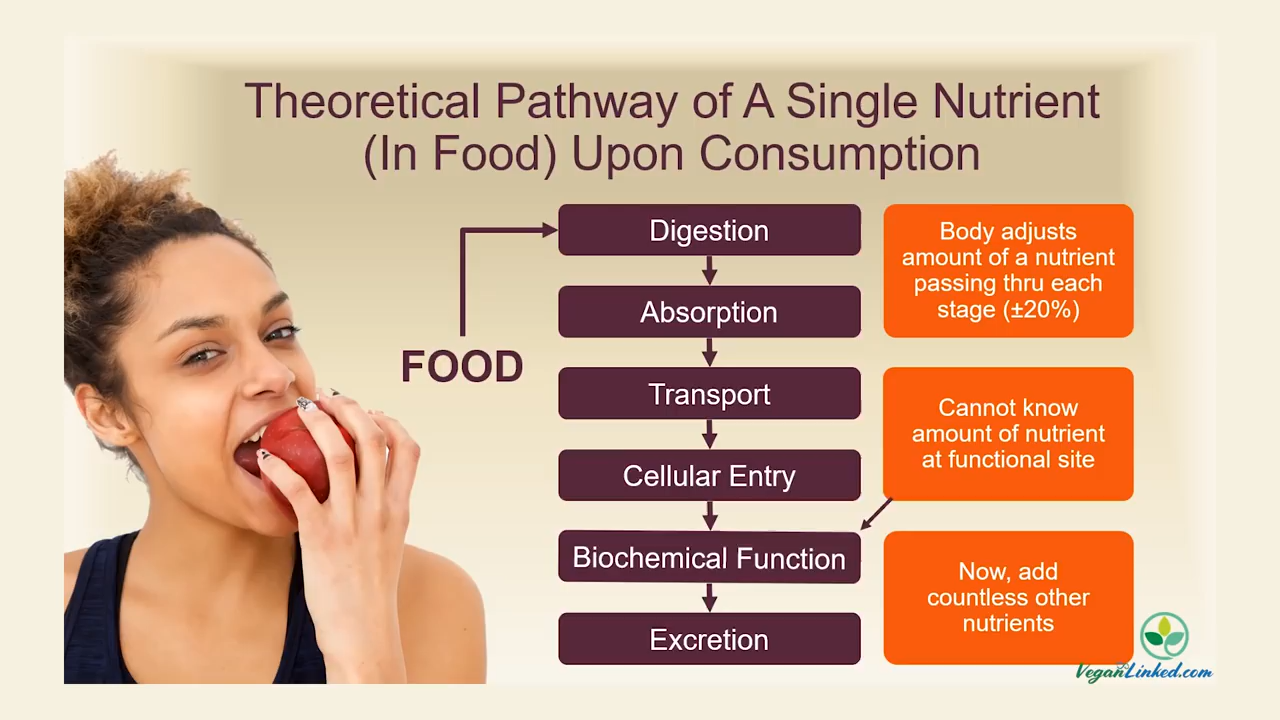 Theoretical Pathway of A Single Nutrient
(In Food) Upon Consumption
FOOD
Digestion
Absorption
Transport
Cellular Entry
Biochemical Function
Excretion
Body adjusts
amount of a nutrient
passing thru each
stage (±20%)
Cannot know
amount of nutrient
at functional site
Now, add
countless other
nutrients
VeganLinked.com